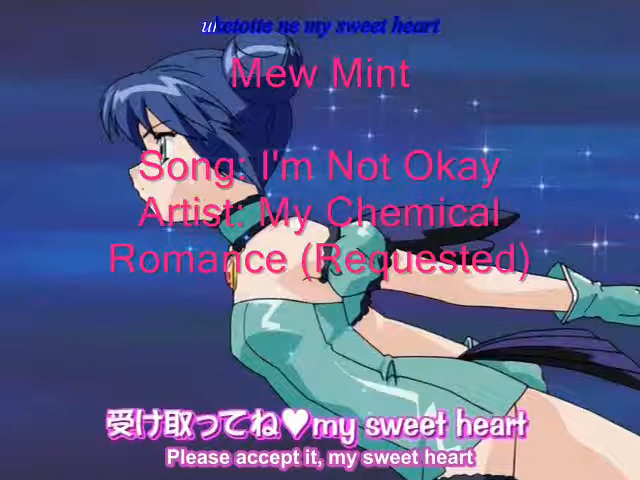 uketotte ne my sweet heart
Mew Mint
Song: I'm Not Okay
Artist: My Chemical
Romance (Requested)
受け取ってね♥my sweet heart
Please accept it, my sweet heart